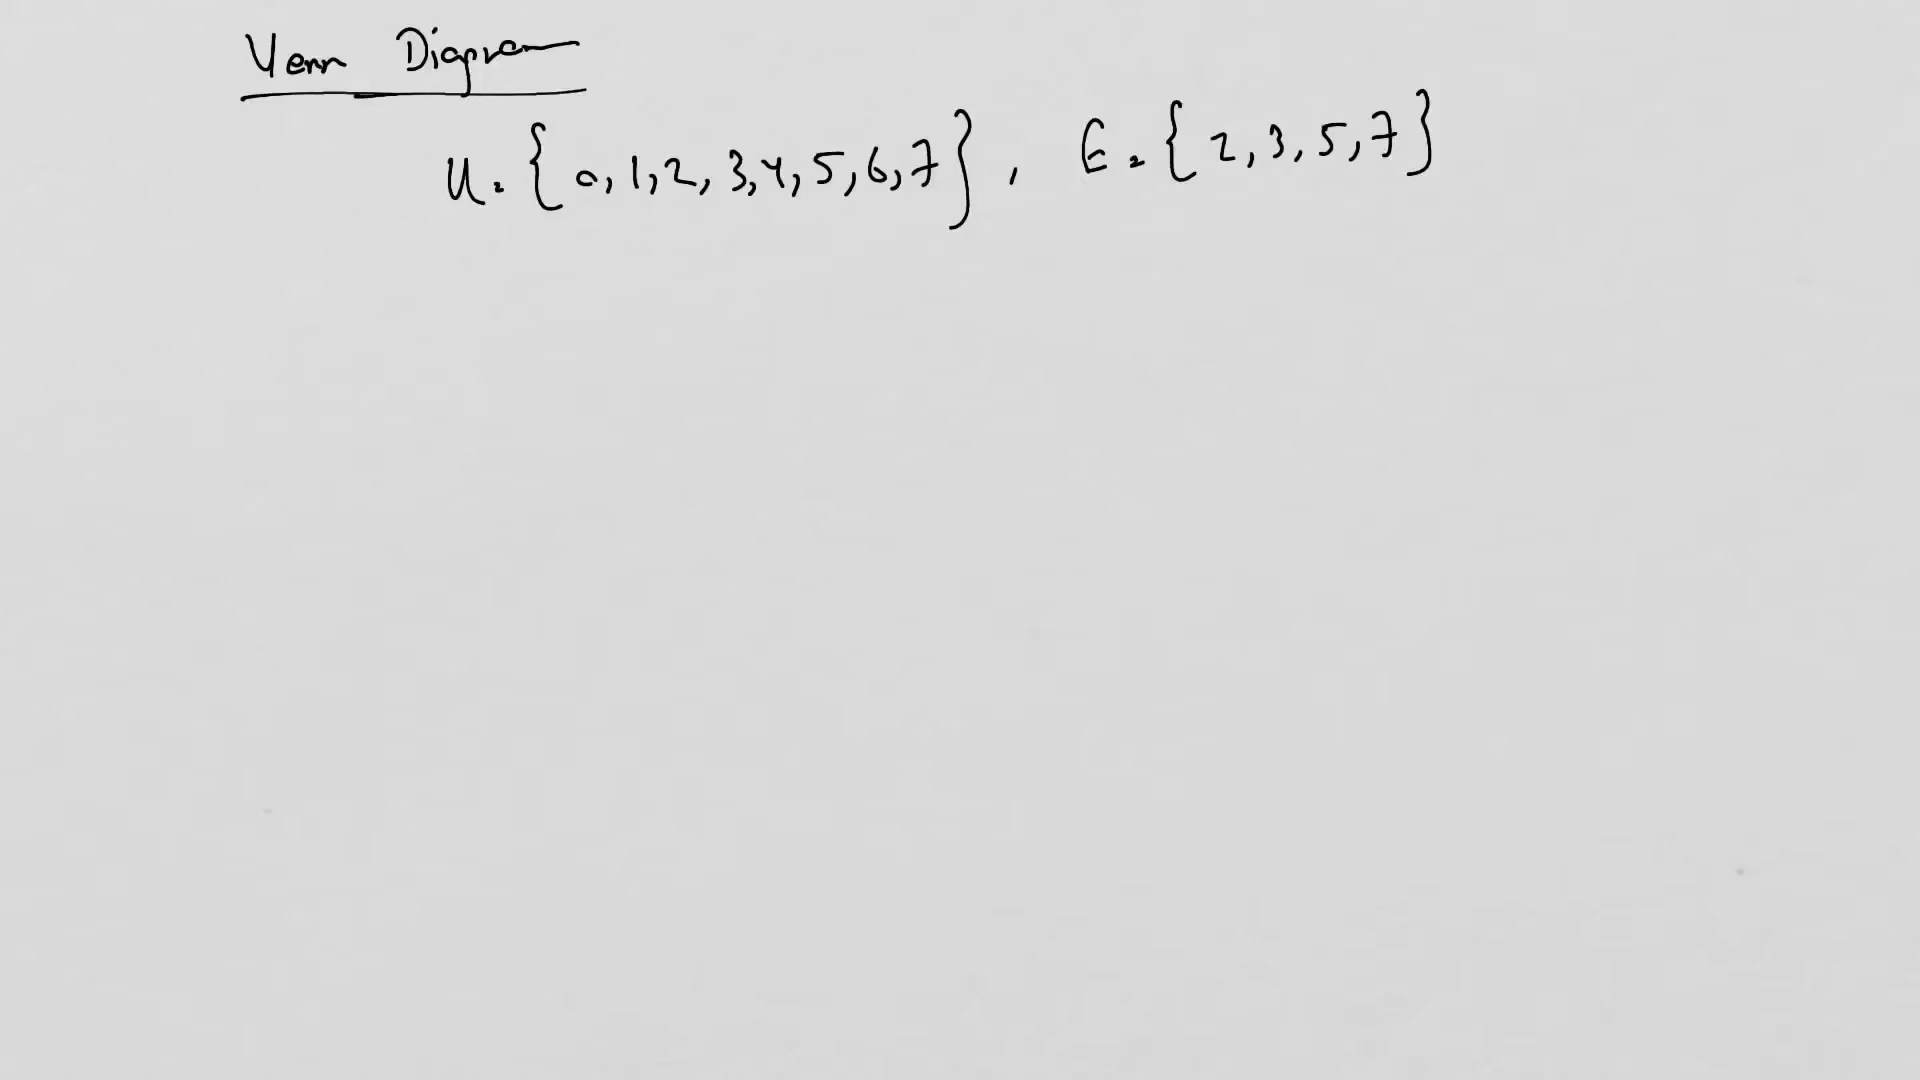 Venn Diagram
U = {0, 1, 2, 3, 4, 5, 6, 7} , E = {2, 3, 5, 7}